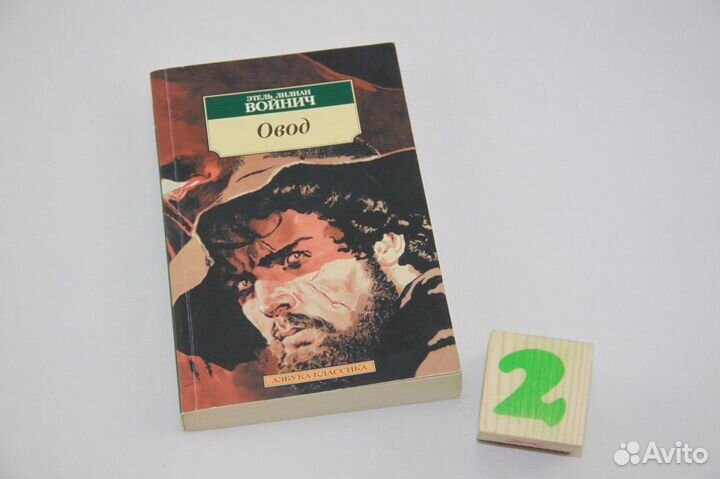 ЭТЕЛЬ ЛИЛИАН
ВОЙНИЧ
Овод
АЗБУКА-КЛАССИКА
2
Avito